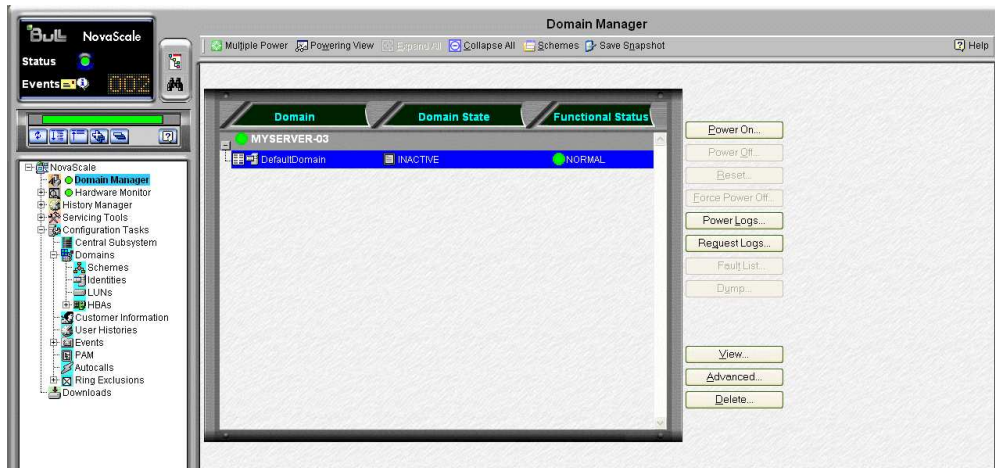 Bull NovaScale
Status
Events 002
Domain Manager
Multiple Power Powering View Expand All Collapse All Schemes Save Snapshot Help
Domain Domain State Functional Status
MYSERVER-03
DefaultDomain INACTIVE NORMAL
Power On...
Power Off...
Reset...
Force Power Off...
Power Logs...
Request Logs...
Fault List...
Dump...
View...
Advanced...
Delete...
NovaScale
Domain Manager
Hardware Monitor
History Manager
Servicing Tools
Configuration Tasks
Central Subsystem
Domains
Schemes
Identities
LUNs
HBAs
Customer Information
User Histories
Events
PAM
Autocalls
Ring Exclusions
Downloads